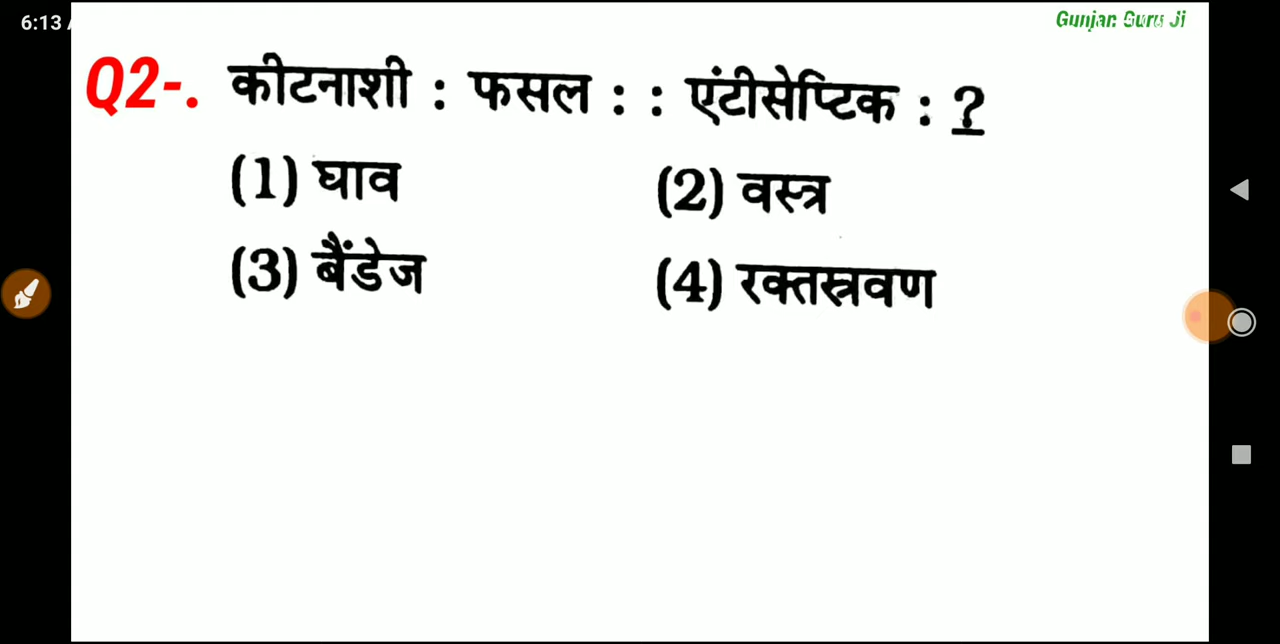 6:13
Gunjan Guru Ji
Q2-. कीटनाशी : फसल : : एंटीसेप्टिक : ?
(1) घाव (2) वस्त्र
(3) बैंडेज (4) रक्तस्रवण